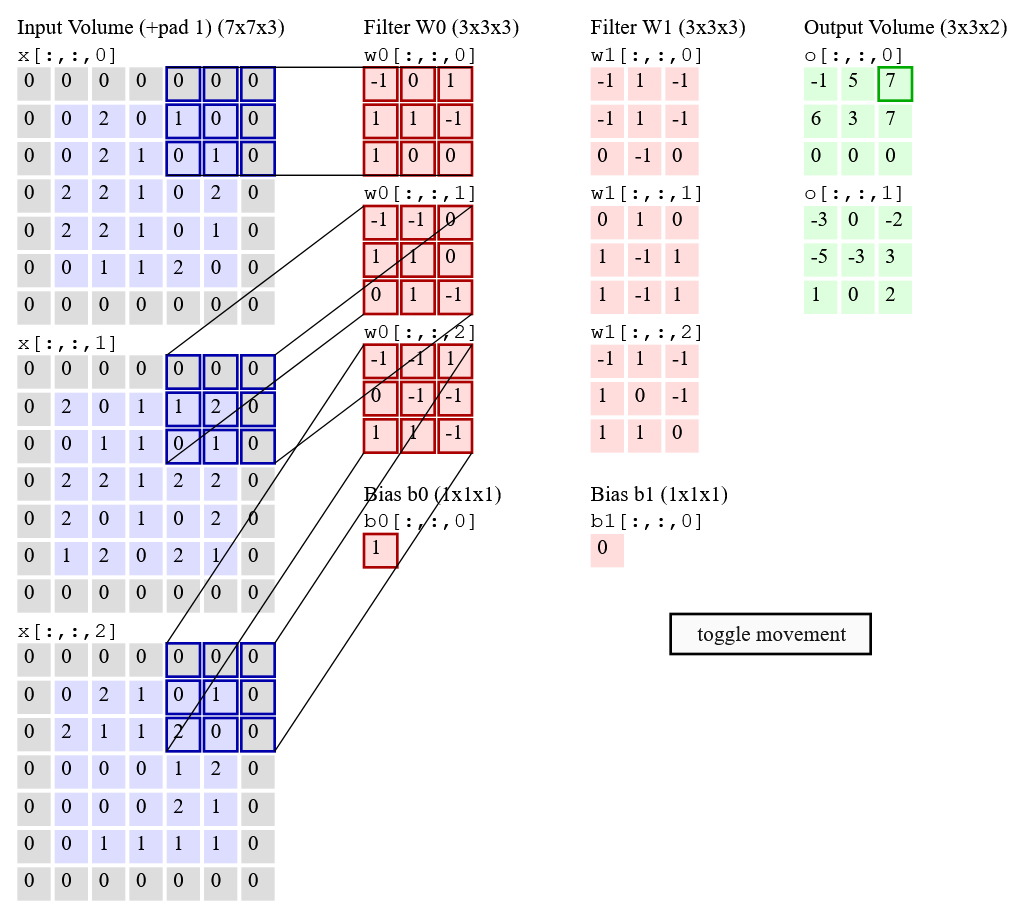 Input Volume (+pad 1) (7x7x3)
x[:,:,0]
0 0 0 0 0 0 0
0 0 2 0 1 0 0
0 0 2 1 0 1 0
0 2 2 1 0 2 0
0 2 2 1 0 1 0
0 0 1 1 2 0 0
0 0 0 0 0 0 0
x[:,:,1]
0 0 0 0 0 0 0
0 2 0 1 1 2 0
0 0 1 1 0 1 0
0 2 2 1 2 2 0
0 2 0 1 0 2 0
0 1 2 0 2 1 0
0 0 0 0 0 0 0
x[:,:,2]
0 0 0 0 0 0 0
0 0 2 1 0 1 0
0 2 1 1 2 0 0
0 0 0 0 1 2 0
0 0 0 0 2 1 0
0 0 1 1 1 1 0
0 0 0 0 0 0 0
Filter W0 (3x3x3)
w0[:,:,0]
-1 0 1
1 1 -1
1 0 0
w0[:,:,1]
-1 -1 0
1 1 0
0 1 -1
w0[:,:,2]
-1 -1 1
0 -1 -1
1 1 -1
Bias b0 (1x1x1)
b0[:,:,0]
1
Filter W1 (3x3x3)
w1[:,:,0]
-1 1 -1
-1 1 -1
0 -1 0
w1[:,:,1]
0 1 0
1 -1 1
1 -1 1
w1[:,:,2]
-1 1 -1
1 0 -1
1 1 0
Bias b1 (1x1x1)
b1[:,:,0]
0
Output Volume (3x3x2)
o[:,:,0]
-1 5 7
6 3 7
0 0 0
o[:,:,1]
-3 0 -2
-5 -3 3
1 0 2
toggle movement